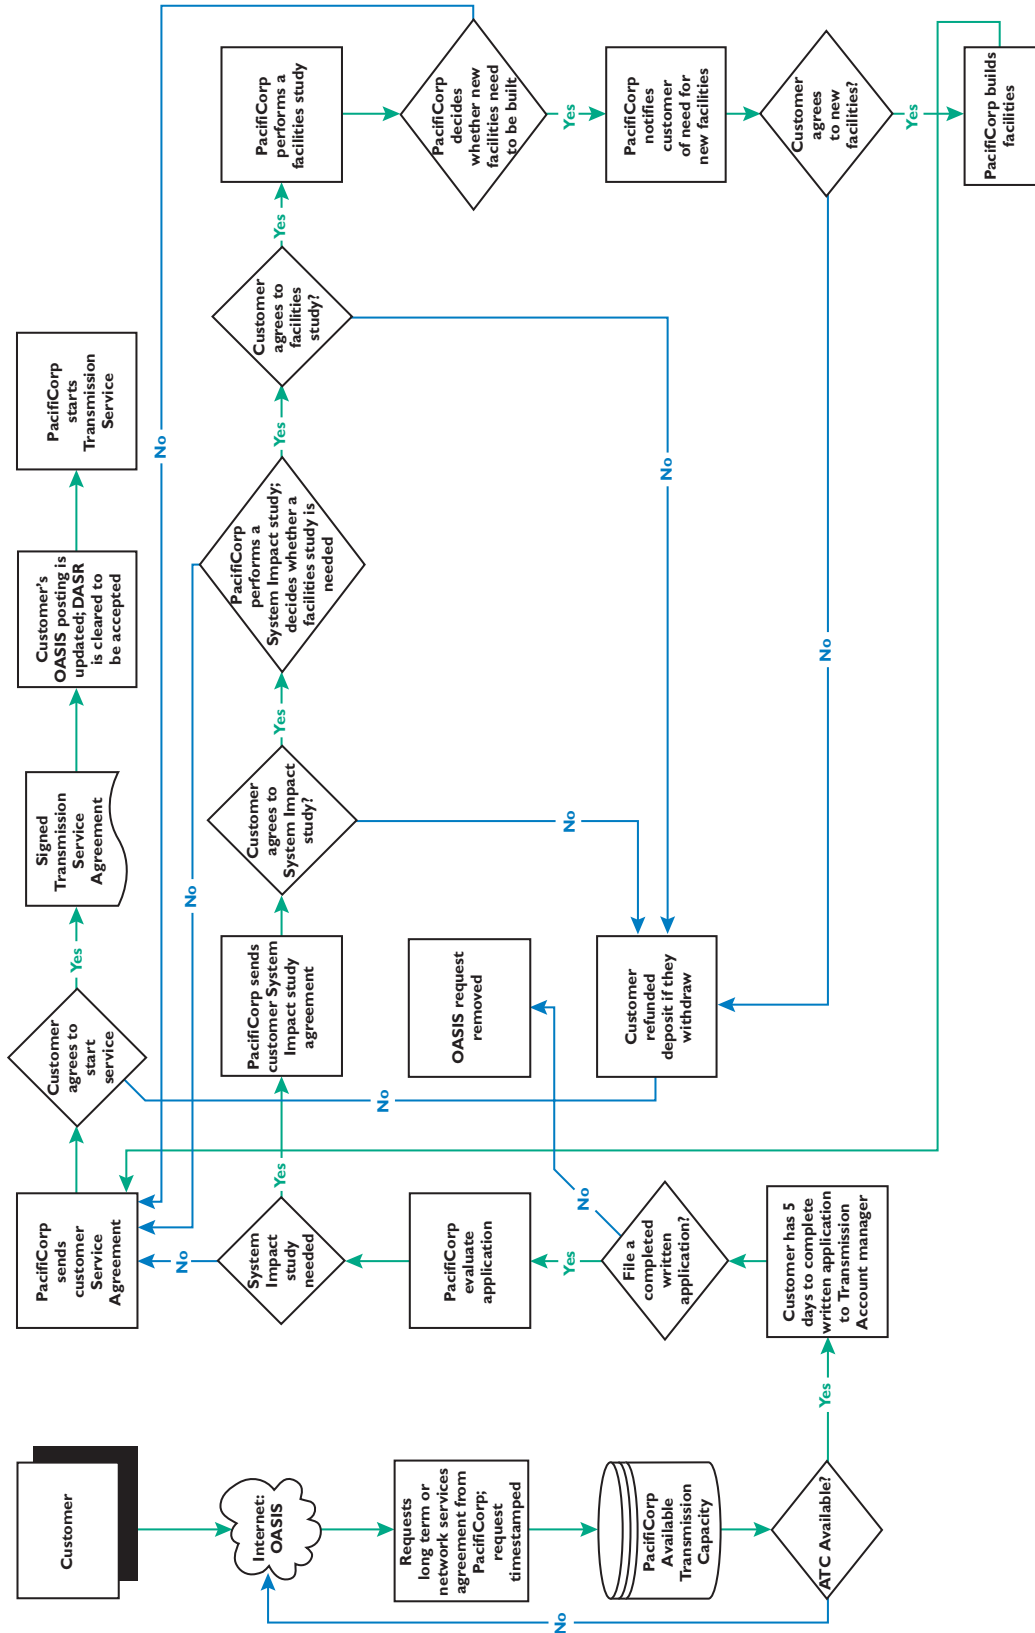 Customer
Internet:
OASIS
Requests
long term or
network services
agreement from
PacifiCorp;
request
timestamped
PacifiCorp
Available
Transmission
Capacity
ATC Available?
No
Yes
Customer has 5
days to complete
written application
to Transmission
Account manager
File a
completed
written
application?
No
Yes
OASIS request
removed
PacifiCorp
evaluate
application
System
Impact
study
needed
No
Yes
PacifiCorp
sends
customer
Service
Agreement
Customer
agrees to
start
service
No
Yes
Signed
Transmission
Service
Agreement
Customer's
OASIS posting is
updated; DASR
is cleared to
be accepted
PacifiCorp
starts
Transmission
Service
PacifiCorp sends
customer System
Impact study
agreement
Customer
agrees to
System Impact
study?
No
Yes
PacifiCorp
performs a
System Impact study;
decides whether a
facilities study is
needed
No
Yes
Customer
agrees to
facilities
study?
No
Yes
PacifiCorp
performs a
facilities study
PacifiCorp
decides
whether new
facilities need
to be built
No
Yes
PacifiCorp
notifies
customer
of need for
new facilities
Customer
agrees
to new
facilities?
No
Yes
PacifiCorp builds
facilities
Customer
refunded
deposit if they
withdraw